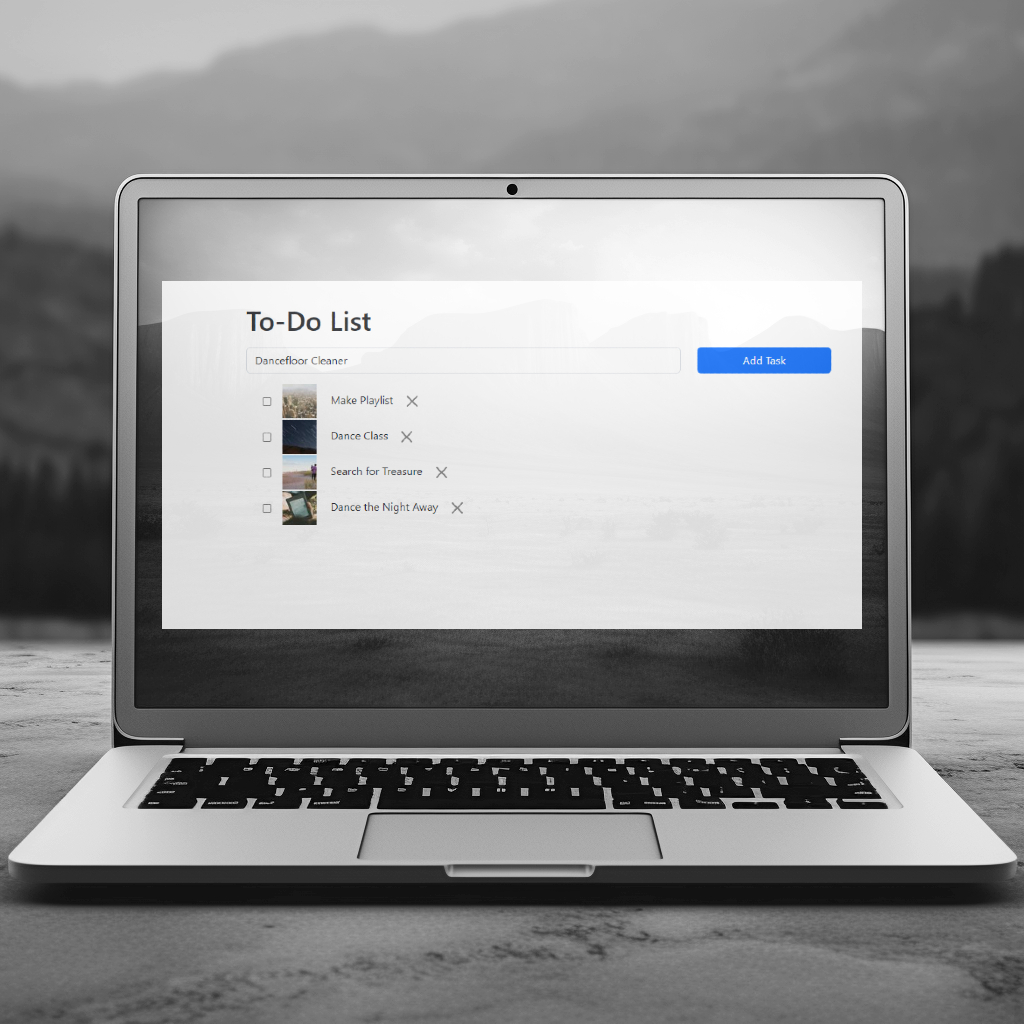 To-Do List
Dancefloor Cleaner
Add Task
Make Playlist
Dance Class
Search for Treasure
Dance the Night Away